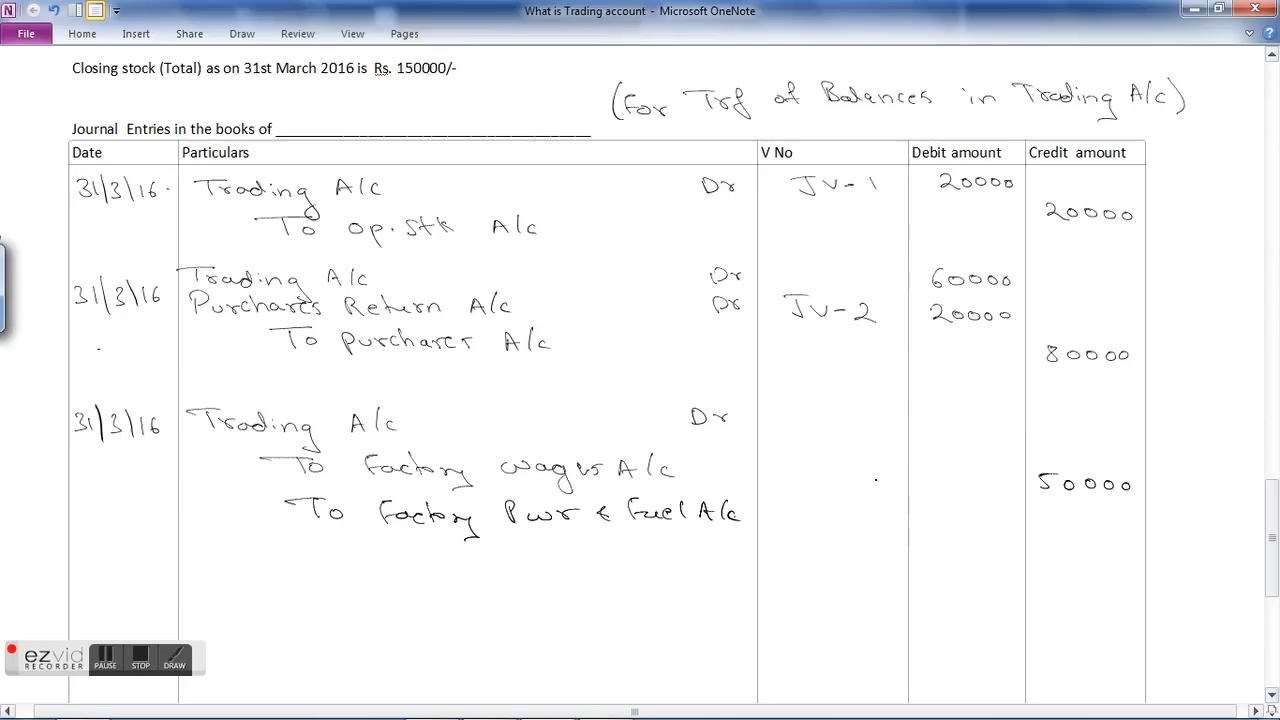 What is Trading account - Microsoft OneNote
File Home Insert Share Draw Review View Pages
Closing stock (Total) as on 31st March 2016 is Rs. 150000/-
(For Trf of Balances in Trading A/c)
Journal Entries in the books of ____________________________________
Date Particulars V No Debit amount Credit amount
31/3/16 Trading A/c Dr JV-1 20000
To Op. Stk A/c 20000
Trading A/c Dr 60000
31/3/16 Purchases Return A/c Dr JV-2 20000
To purchases A/c 80000
31/3/16 Trading A/c Dr
To Factory wages A/c 50000
To Factory Pwr & Fuel A/c
ezvid
RECORDER
PAUSE STOP DRAW